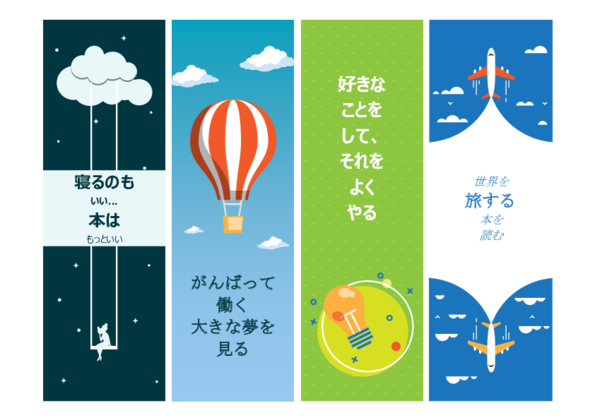 寝るのも
いい...
本は
もっといい
がんばって
働く
大きな夢を
見る
好きな
ことを
して、
それを
よく
やる
世界を
旅する
本を
読む